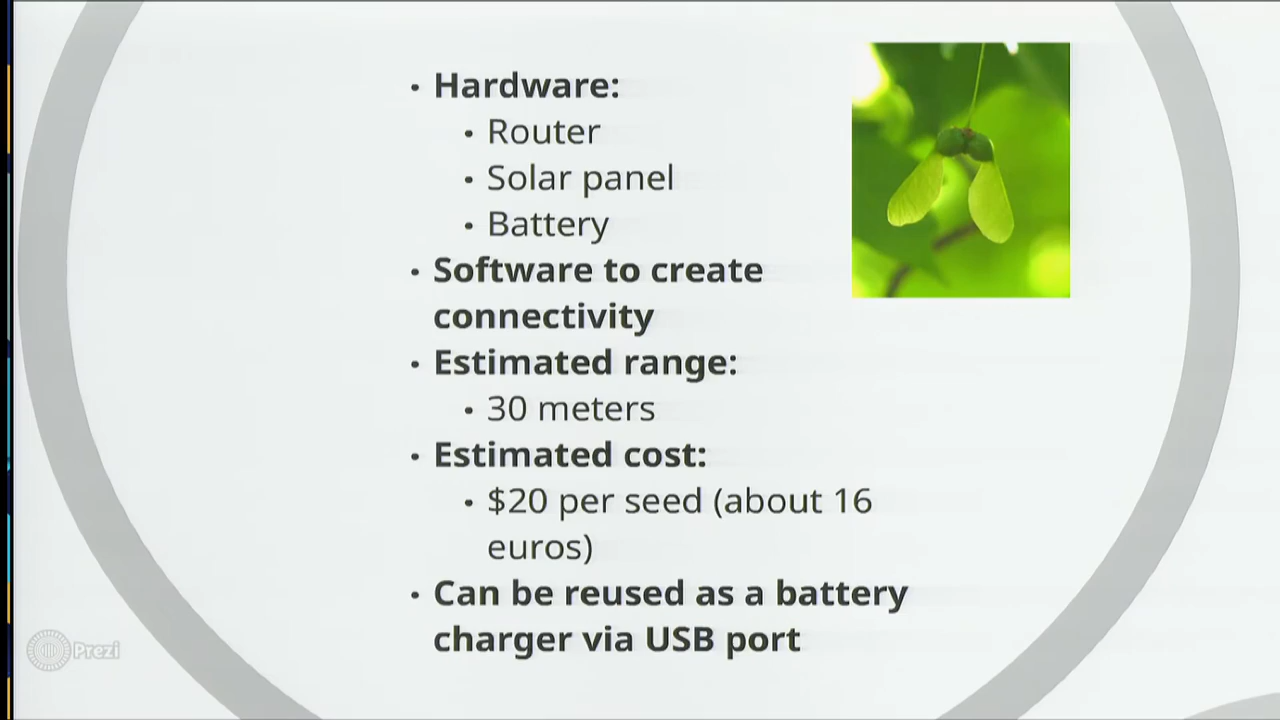 • Hardware:
• Router
• Solar panel
• Battery
• Software to create
connectivity
• Estimated range:
• 30 meters
• Estimated cost:
• $20 per seed (about 16
euros)
• Can be reused as a battery
charger via USB port
Prezi